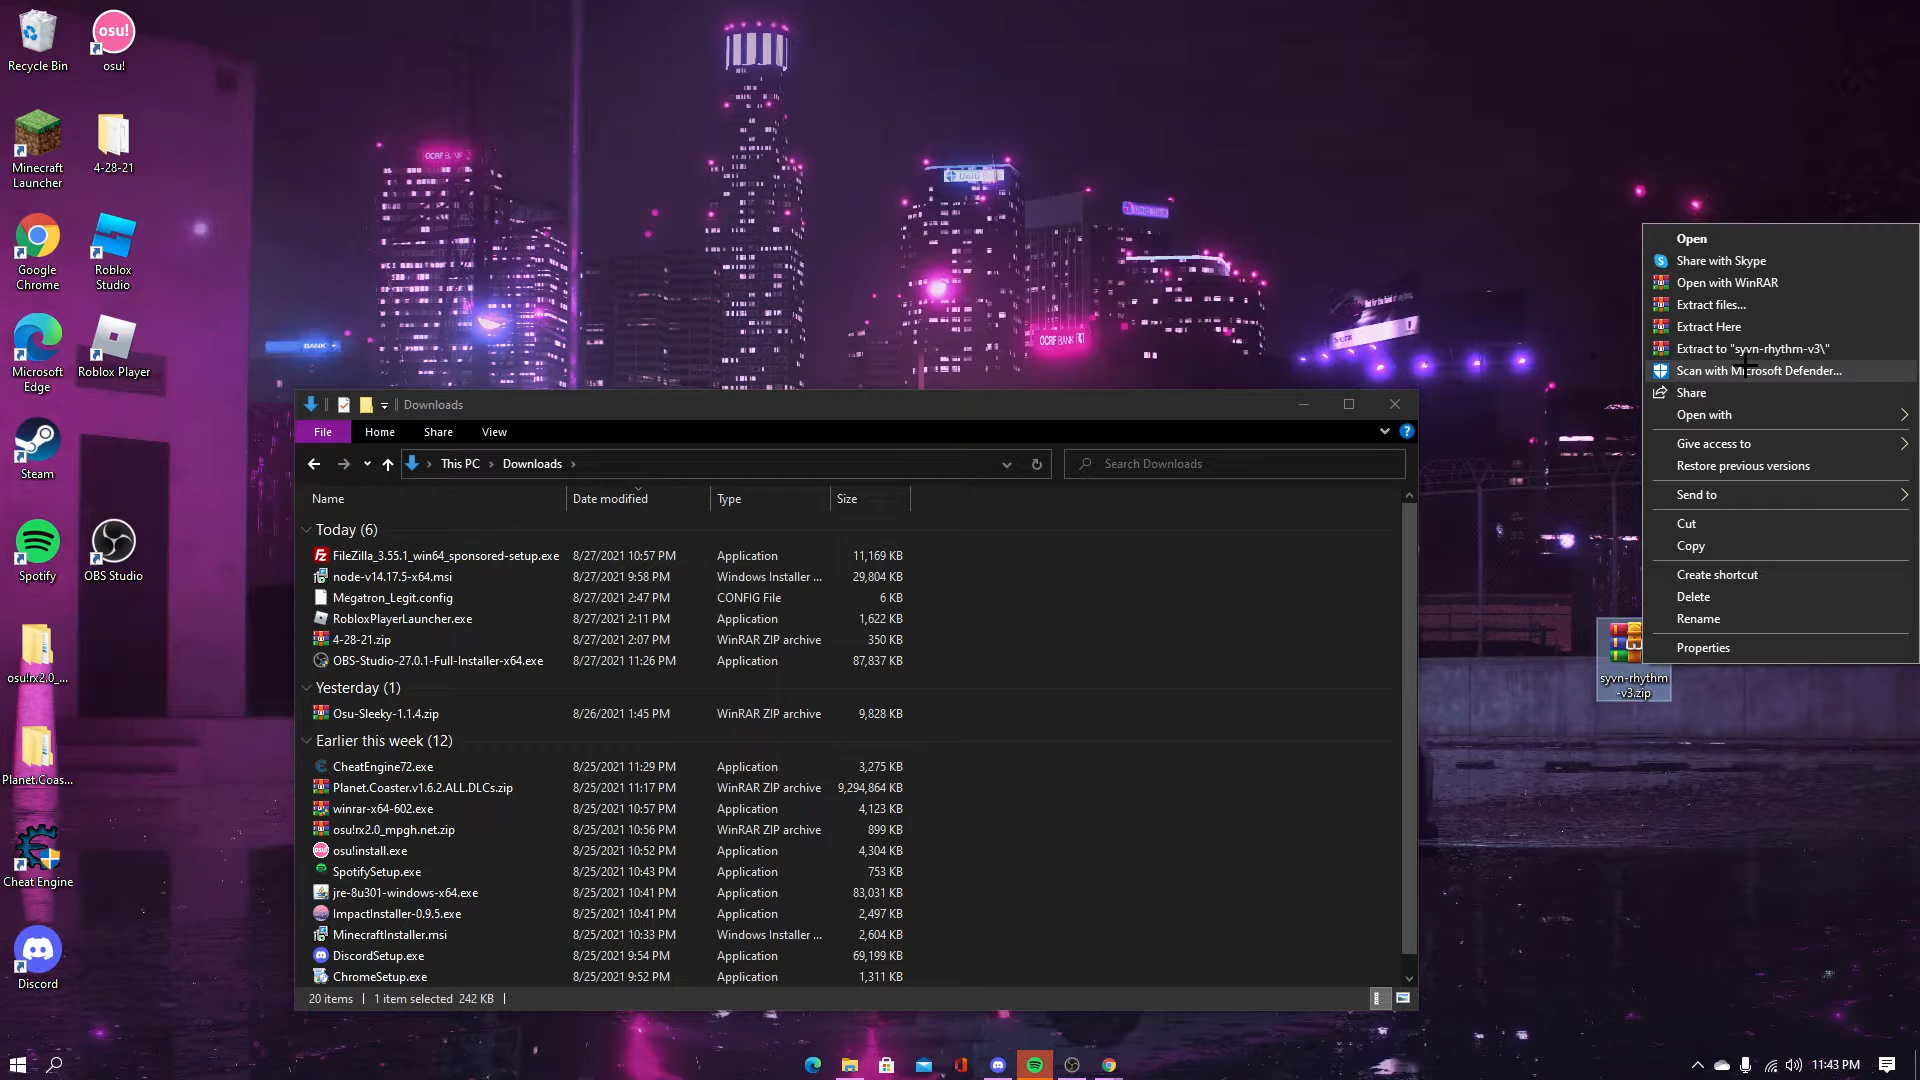 Recycle Bin
osu!
osu!
Minecraft
Launcher
4-28-21
Google
Chrome
Roblox
Studio
Microsoft
Edge
Roblox Player
Steam
Spotify
OBS Studio
osu!rx2.0_...
Planet.Coas...
Cheat Engine
Discord
OCRF BANK
OCRF BANK
BANK
Downloads
File
Home
Share
View
This PC
Downloads
Search Downloads
Name
Date modified
Type
Size
Today (6)
FileZilla_3.55.1_win64_sponsored-setup.exe 8/27/2021 10:57 PM Application 11,169 KB
node-v14.17.5-x64.msi 8/27/2021 9:58 PM Windows Installer ... 29,804 KB
Megatron_Legit.config 8/27/2021 2:47 PM CONFIG File 6 KB
RobloxPlayerLauncher.exe 8/27/2021 2:11 PM Application 1,622 KB
4-28-21.zip 8/27/2021 2:07 PM WinRAR ZIP archive 350 KB
OBS-Studio-27.0.1-Full-Installer-x64.exe 8/27/2021 11:26 PM Application 87,837 KB
Yesterday (1)
Osu-Sleeky-1.1.4.zip 8/26/2021 1:45 PM WinRAR ZIP archive 9,828 KB
Earlier this week (12)
CheatEngine72.exe 8/25/2021 11:29 PM Application 3,275 KB
Planet.Coaster.v1.6.2.ALL.DLCs.zip 8/25/2021 11:17 PM WinRAR ZIP archive 9,294,864 KB
winrar-x64-602.exe 8/25/2021 10:57 PM Application 4,123 KB
osu!rx2.0_mpgh.net.zip 8/25/2021 10:56 PM WinRAR ZIP archive 899 KB
osu!install.exe 8/25/2021 10:52 PM Application 4,304 KB
SpotifySetup.exe 8/25/2021 10:43 PM Application 753 KB
jre-8u301-windows-x64.exe 8/25/2021 10:41 PM Application 83,031 KB
ImpactInstaller-0.9.5.exe 8/25/2021 10:41 PM Application 2,497 KB
MinecraftInstaller.msi 8/25/2021 10:33 PM Windows Installer ... 2,604 KB
DiscordSetup.exe 8/25/2021 9:54 PM Application 69,199 KB
ChromeSetup.exe 8/25/2021 9:52 PM Application 1,311 KB
20 items 1 item selected 242 KB
Open
Share with Skype
Open with WinRAR
Extract files...
Extract Here
Extract to "syvn-rhythm-v3\"
Scan with Microsoft Defender...
Share
Open with
Give access to
Restore previous versions
Send to
Cut
Copy
Create shortcut
Delete
Rename
Properties
syvn-rhythm
-v3.zip
11:43 PM